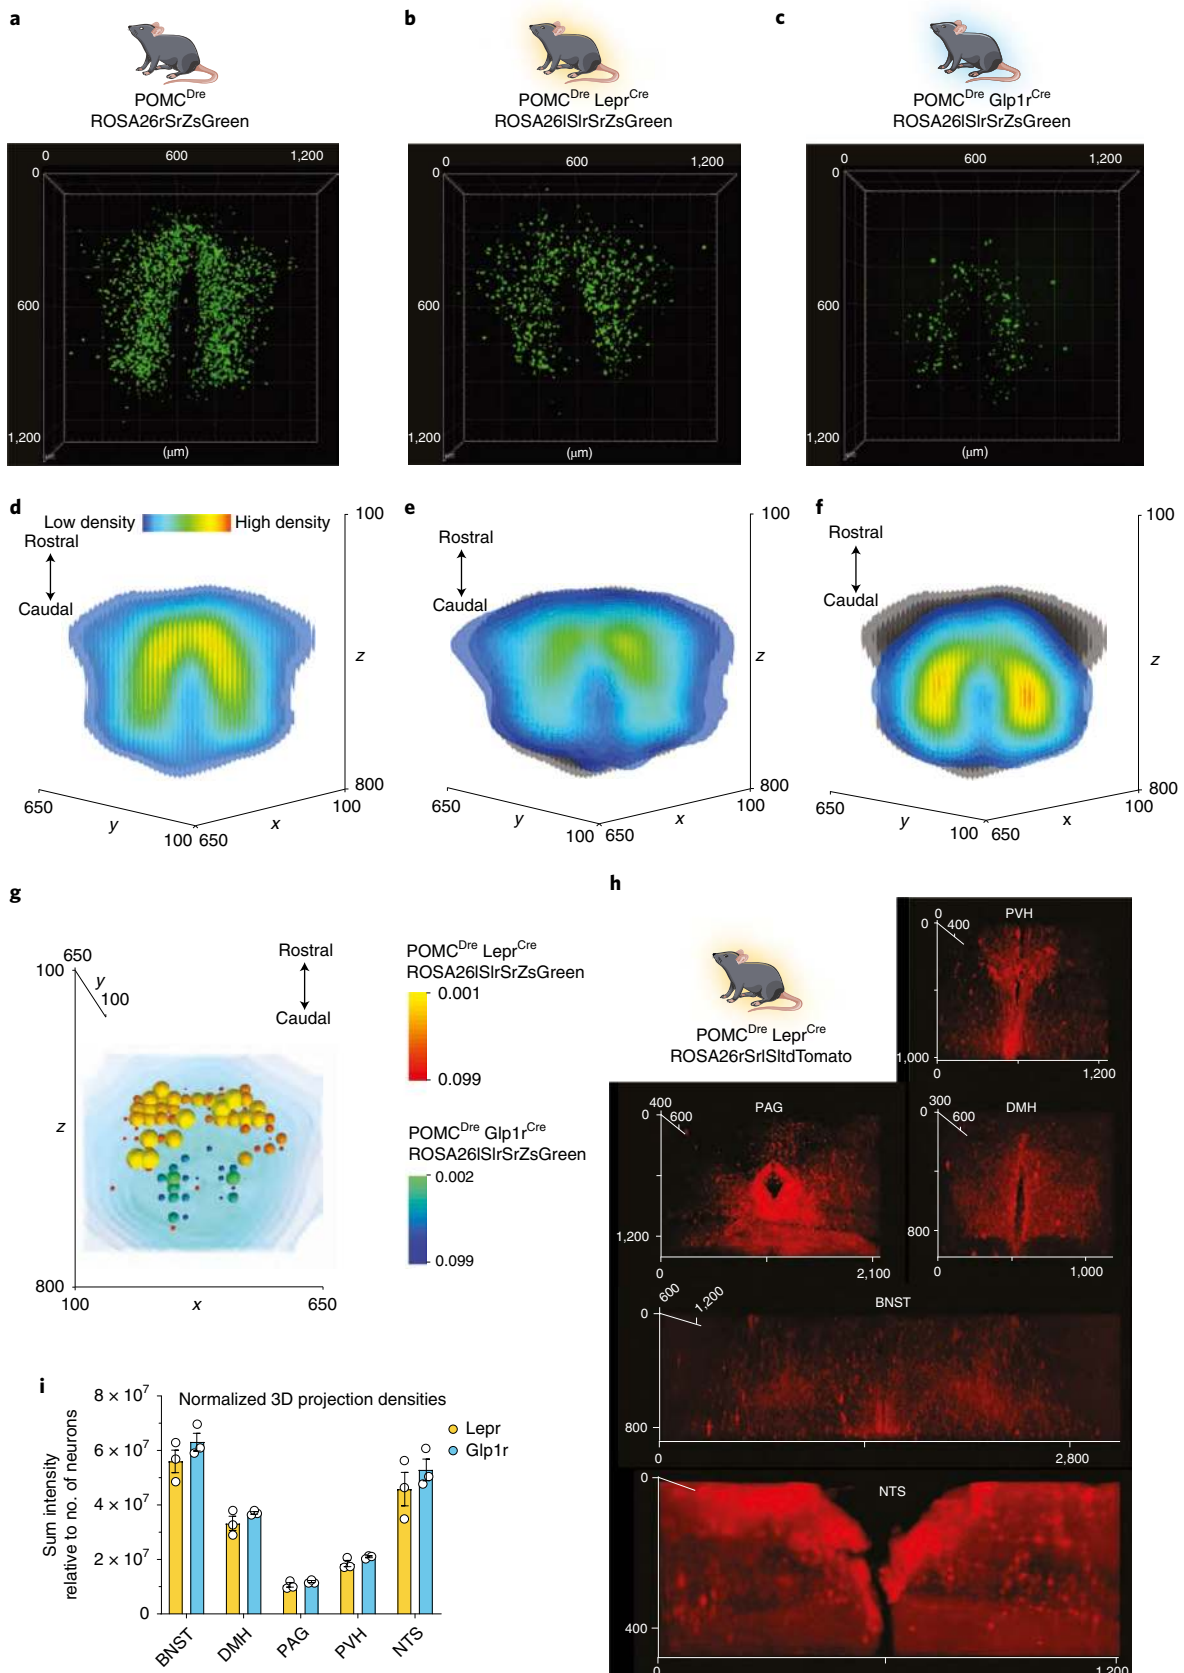 a
POMC^Dre
ROSA26rSrZsGreen
0 600 1,200
0
600
1,200
(μm)
b
POMC^Dre Lepr^Cre
ROSA26lSlrSrZsGreen
0 600 1,200
0
600
1,200
(μm)
c
POMC^Dre Glp1r^Cre
ROSA26lSlrSrZsGreen
0 600 1,200
0
600
1,200
(μm)
d
Low density High density
Rostral
Caudal
100
z
800
650 100
y x
100 650
e
Rostral
Caudal
100
z
800
650 100
y x
100 650
f
Rostral
Caudal
100
z
800
650 100
y x
100 650
g
650
100
y
100
Rostral
Caudal
z
800
100 x 650
POMC^Dre Lepr^Cre
ROSA26lSlrSrZsGreen
0.001
0.099
POMC^Dre Glp1r^Cre
ROSA26lSlrSrZsGreen
0.002
0.099
h
POMC^Dre Lepr^Cre
ROSA26rSrlSltdTomato
PVH
0
400
0
1,000
1,200
PAG
400
600
0
1,200
0 2,100
DMH
300
600
0
800
0 1,000
BNST
600
1,200
0
800
0 2,800
NTS
0
400
0 1,200
i
Normalized 3D projection densities
Lepr
Glp1r
Sum intensity
relative to no. of neurons
8 × 10^7
6 × 10^7
4 × 10^7
2 × 10^7
0
BNST DMH PAG PVH NTS